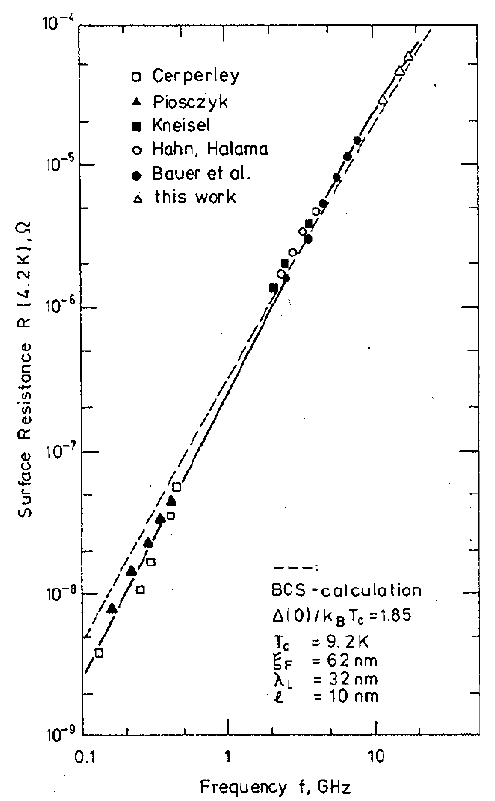 10⁻⁴
Cerperley
Piosczyk
Kneisel
Hahn, Halama
Bauer et al.
this work
10⁻⁵
10⁻⁶
10⁻⁷
10⁻⁸
10⁻⁹
Surface Resistance R (4.2K), Ω
BCS-calculation
Δ(0)/k_B T_c = 1.85
T_c = 9.2 K
ξ_F = 62 nm
λ_L = 32 nm
ℓ = 10 nm
0.1 1 10
Frequency f, GHz